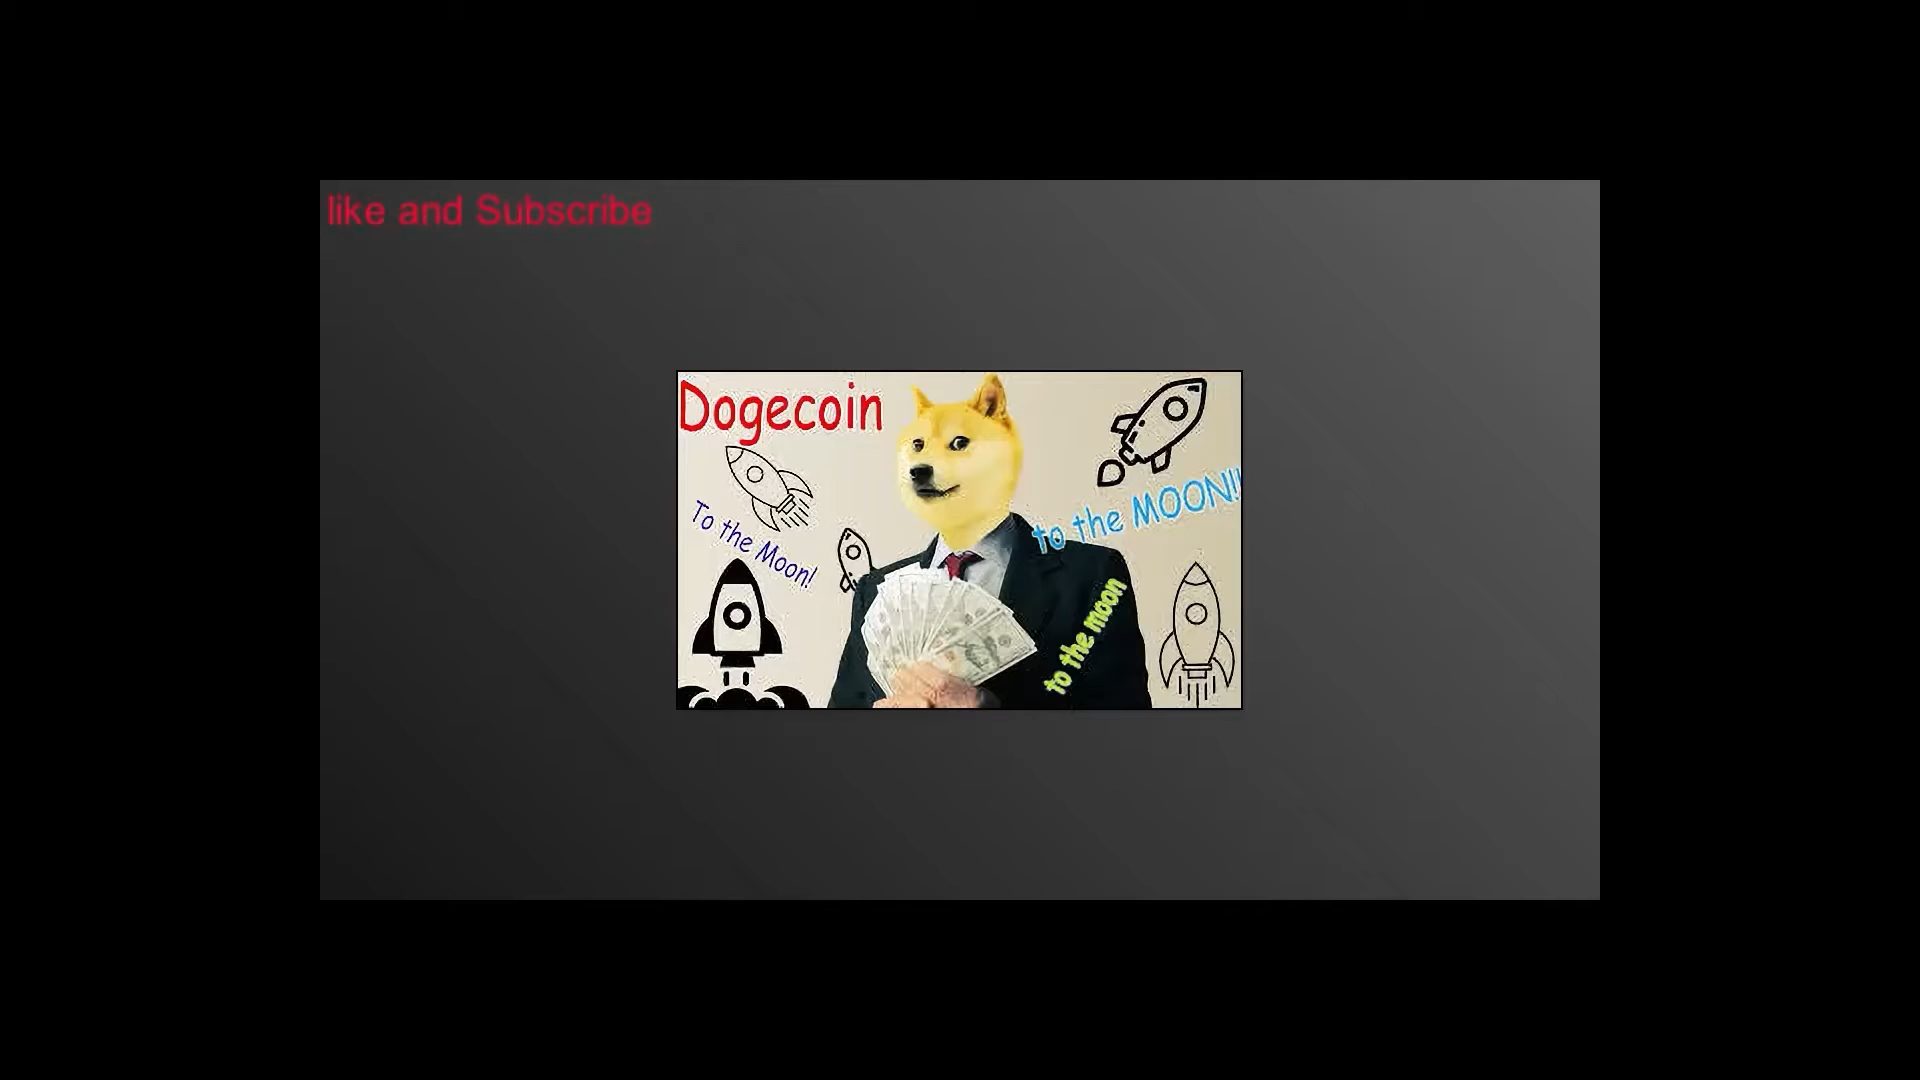 like and Subscribe
Dogecoin
To the Moon!
to the MOON!!
to the moon